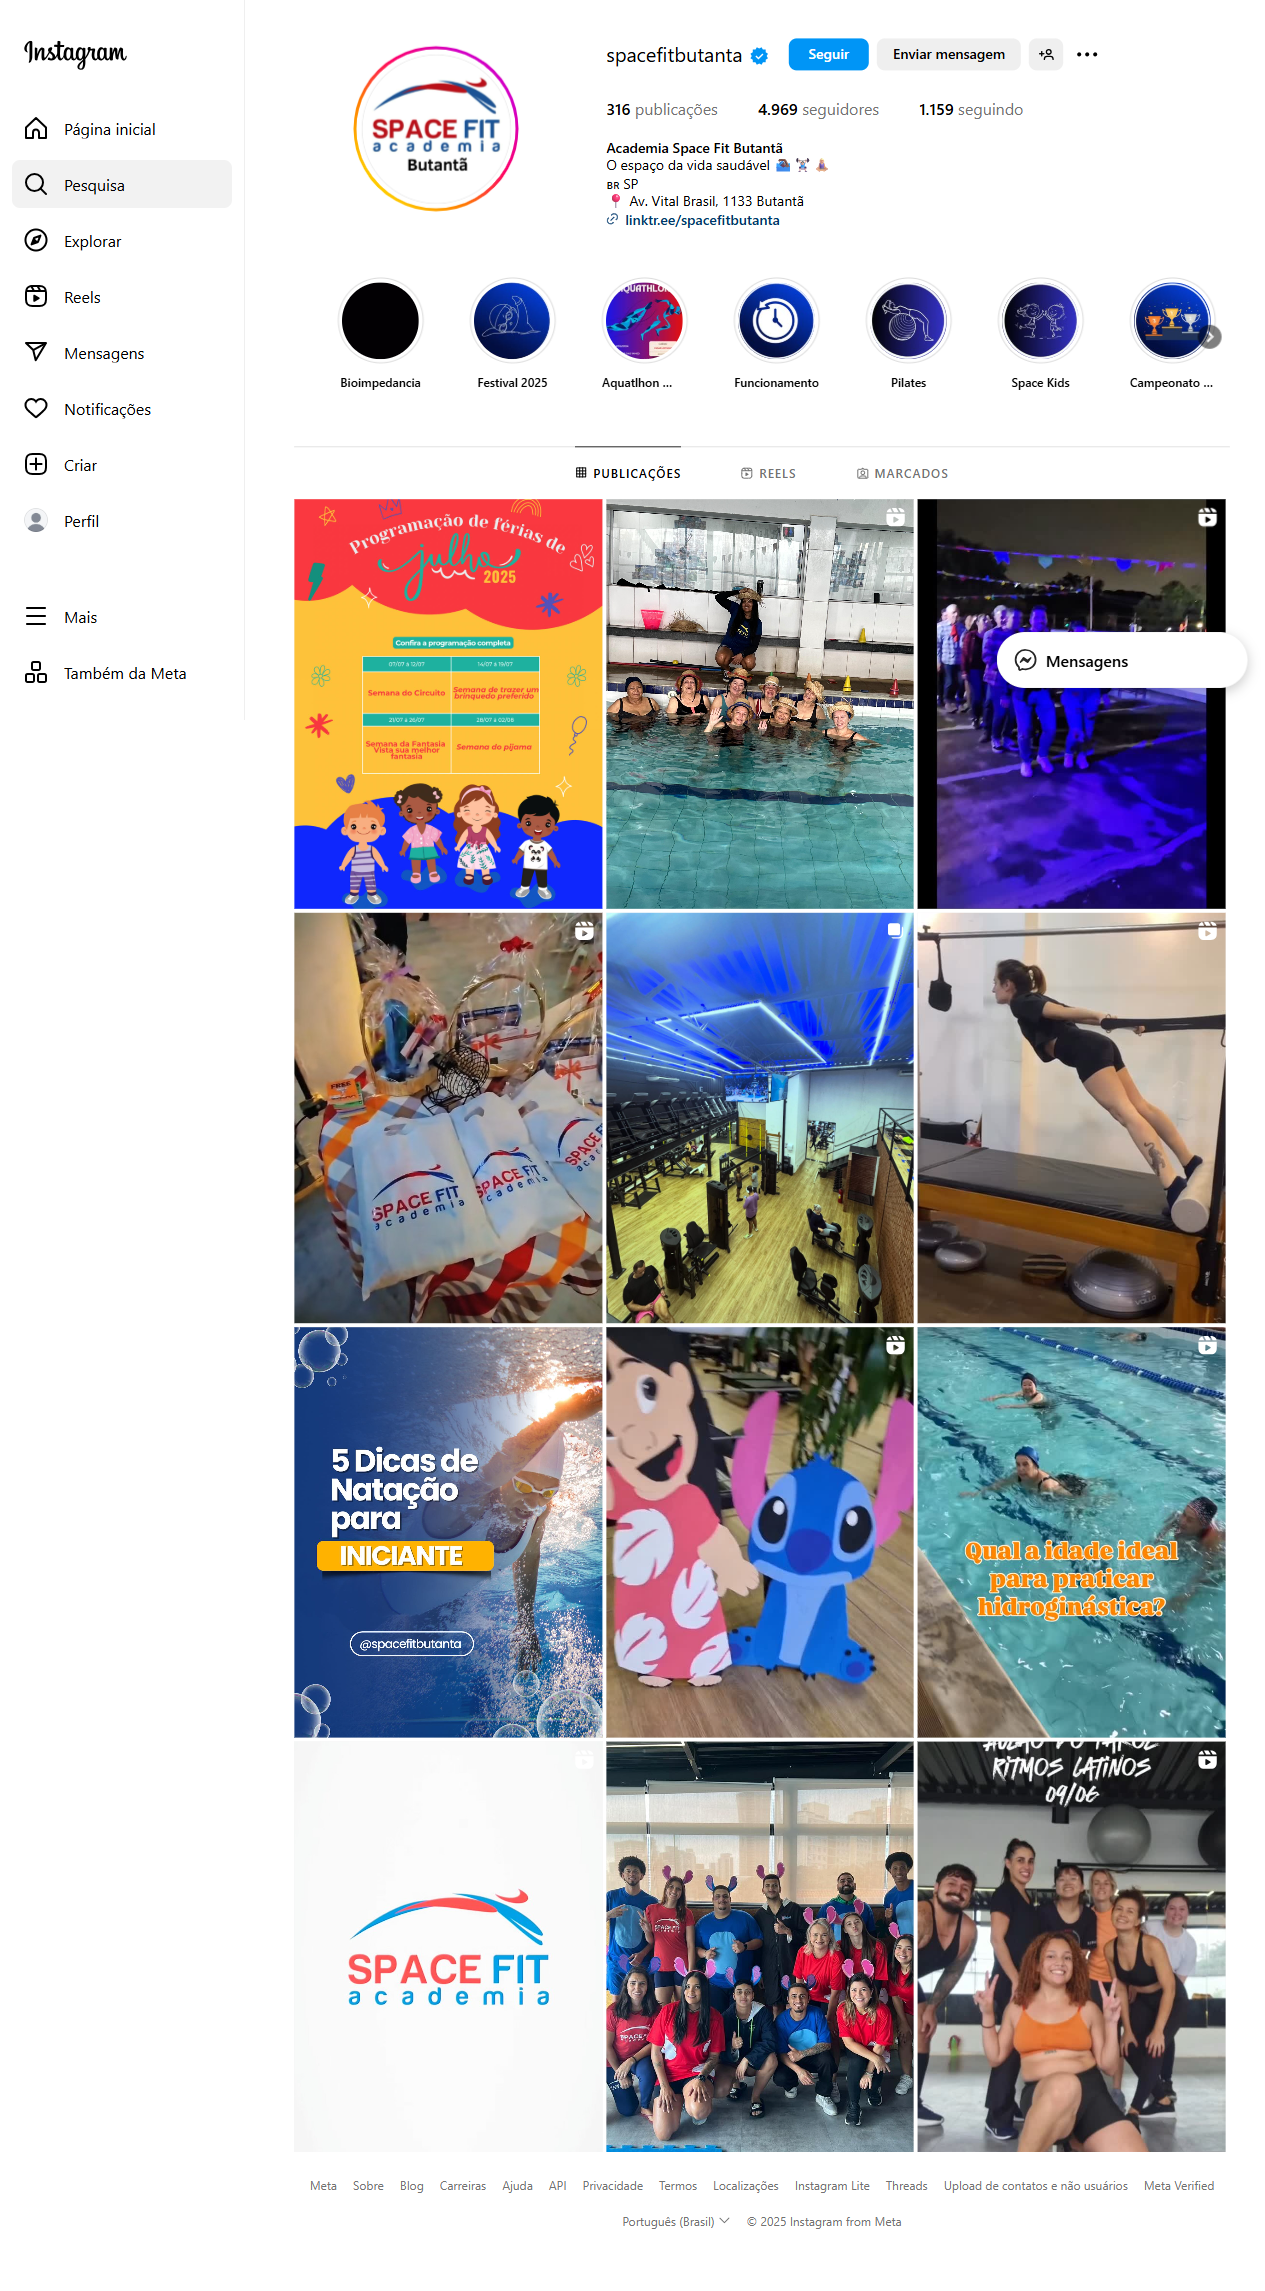 Instagram
Página inicial
Pesquisa
Explorar
Reels
Mensagens
Notificações
Criar
Perfil
Mais
Também da Meta
SPACE FIT
academia
Butantã
spacefitbutanta
Seguir
Enviar mensagem
316 publicações
4.969 seguidores
1.159 seguindo
Academia Space Fit Butantã
O espaço da vida saudável
BR SP
Av. Vital Brasil, 1133 Butantã
linktr.ee/spacefitbutanta
AQUATHLON
Bioimpedancia
Festival 2025
Aquatlhon ...
Funcionamento
Pilates
Space Kids
Campeonato ...
PUBLICAÇÕES
REELS
MARCADOS
Programação de férias de
julho
2025
Confira a programação completa
07/07 à 12/07
14/07 à 19/07
Semana do Circuito
Semana de trazer um
brinquedo preferido
21/07 à 26/07
28/07 à 02/08
Semana da Fantasia
Vista sua melhor
fantasia
Semana do pijama
Mensagens
FREE
SPACE FIT
academia
SPACE FIT
academia
SPACE FIT
5 Dicas de
Natação
para
INICIANTE
@spacefitbutanta
Qual a idade ideal
para praticar
hidroginástica?
SPACE FIT
academia
RITMOS LATINOS
09/06
Meta
Sobre
Blog
Carreiras
Ajuda
API
Privacidade
Termos
Localizações
Instagram Lite
Threads
Upload de contatos e não usuários
Meta Verified
Português (Brasil)
© 2025 Instagram from Meta